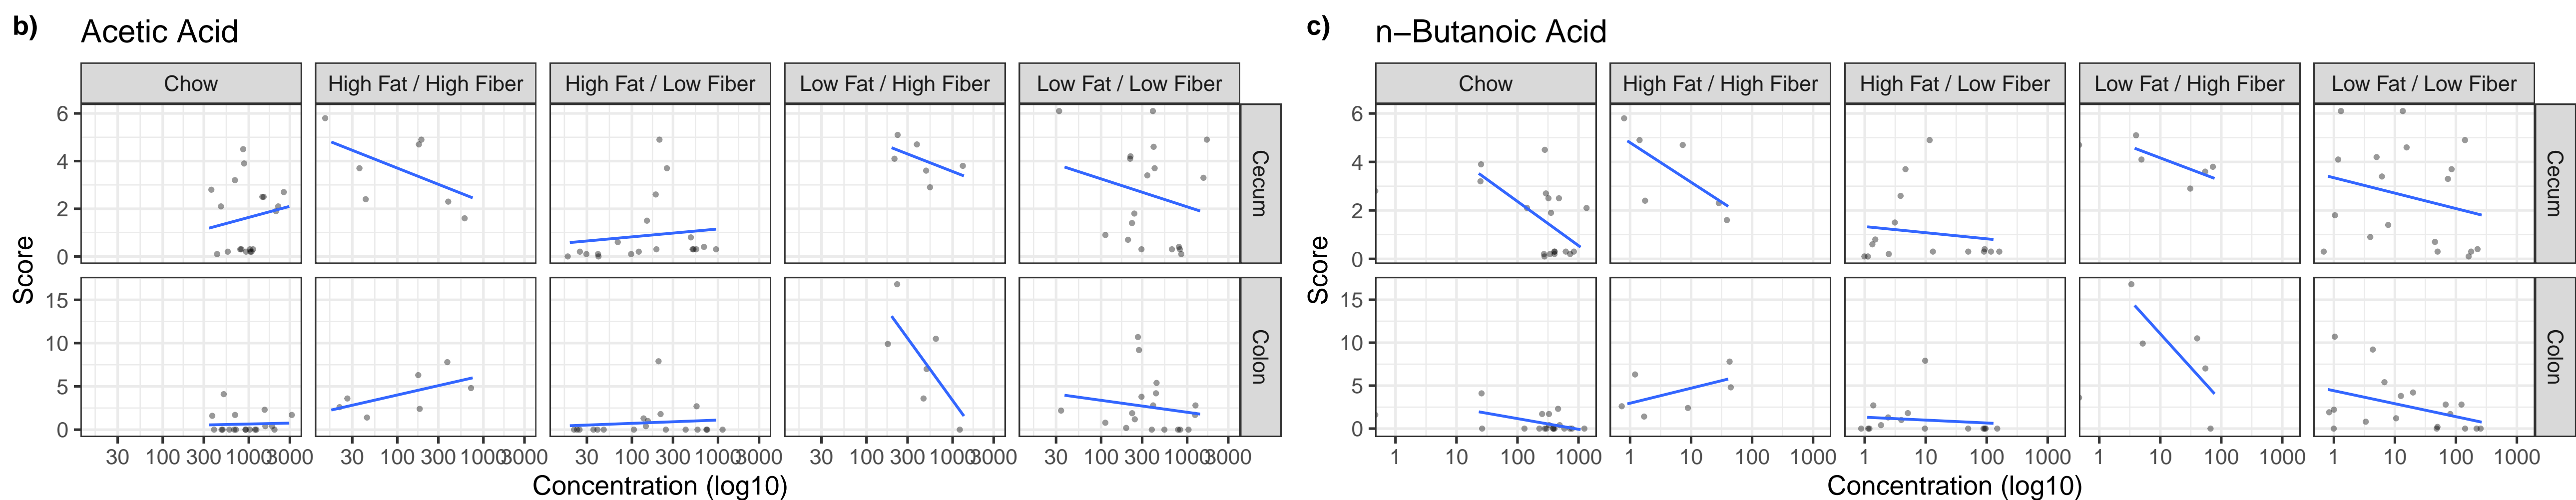 b) Acetic Acid
Chow High Fat / High Fiber High Fat / Low Fiber Low Fat / High Fiber Low Fat / Low Fiber
6
4
2
0
Cecum
15
10
5
0
Colon
Score
30 100 300 1000 3000 30 100 300 1000 3000 30 100 300 1000 3000 30 100 300 1000 3000 30 100 300 1000 3000
Concentration (log10)
c) n−Butanoic Acid
Chow High Fat / High Fiber High Fat / Low Fiber Low Fat / High Fiber Low Fat / Low Fiber
6
4
2
0
Cecum
15
10
5
0
Colon
Score
1 10 100 1000 1 10 100 1000 1 10 100 1000 1 10 100 1000 1 10 100 1000
Concentration (log10)